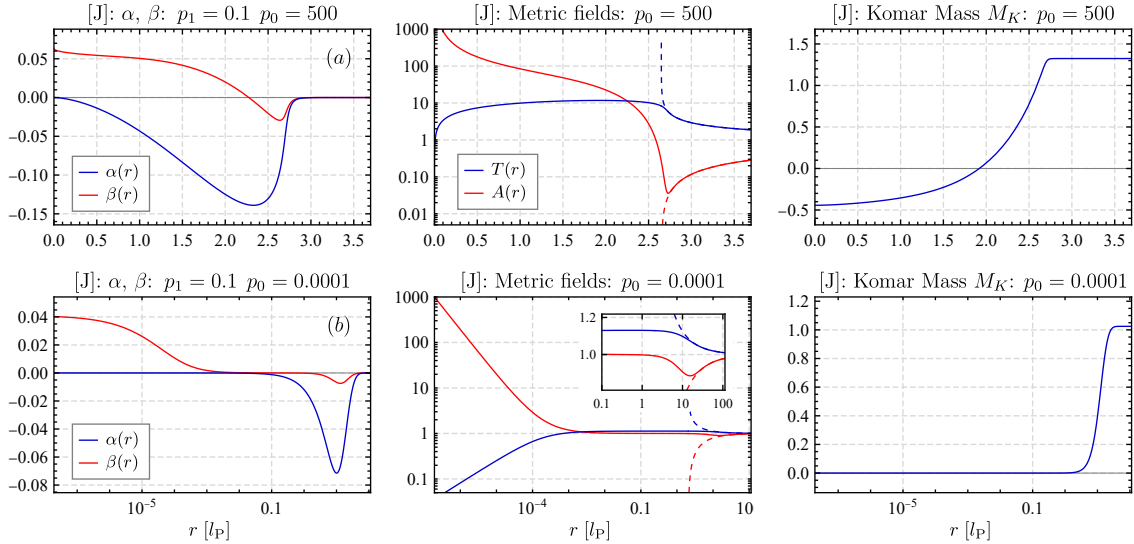 [J]: α, β: p₁ = 0.1 p₀ = 500
[J]: Metric fields: p₀ = 500
[J]: Komar Mass M_K: p₀ = 500
(a)
α(r)
β(r)
0.05
0.00
−0.05
−0.10
−0.15
0.0 0.5 1.0 1.5 2.0 2.5 3.0 3.5
T(r)
A(r)
1000
100
10
1
0.10
0.01
0.0 0.5 1.0 1.5 2.0 2.5 3.0 3.5
1.5
1.0
0.5
0.0
−0.5
0.0 0.5 1.0 1.5 2.0 2.5 3.0 3.5
[J]: α, β: p₁ = 0.1 p₀ = 0.0001
[J]: Metric fields: p₀ = 0.0001
[J]: Komar Mass M_K: p₀ = 0.0001
(b)
α(r)
β(r)
0.04
0.02
0.00
−0.02
−0.04
−0.06
−0.08
10⁻⁵ 0.1
r [l_P]
1000
100
10
1
0.1
1.2
1.0
0.1 1 10 100
10⁻⁴ 0.1 10
r [l_P]
1.2
1.0
0.8
0.6
0.4
0.2
0.0
10⁻⁵ 0.1
r [l_P]